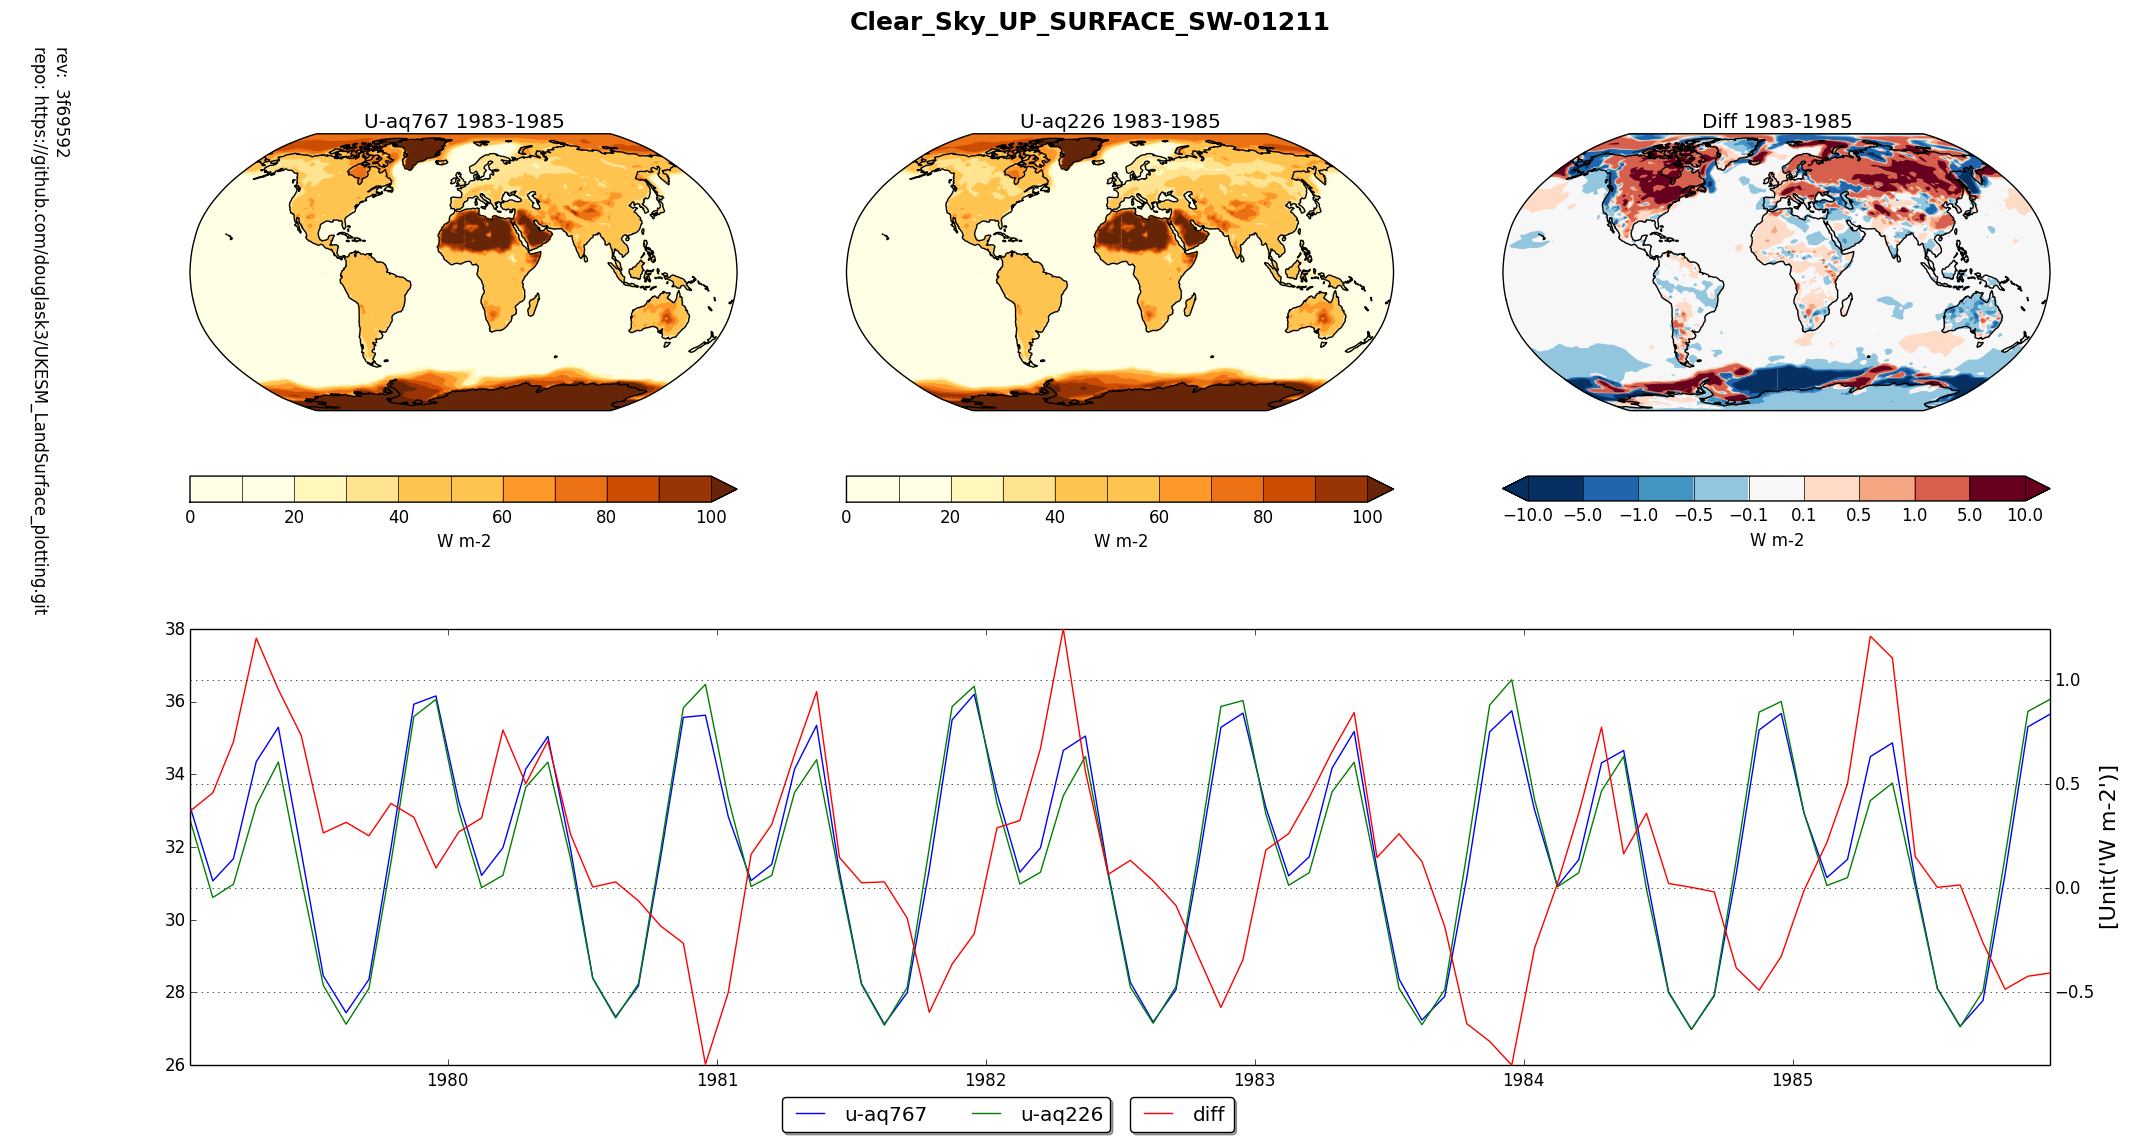 Clear_Sky_UP_SURFACE_SW-01211
rev: 3f69592
repo: https://github.com/douglask3/UKESM_LandSurface_plotting.git
U-aq767 1983-1985
U-aq226 1983-1985
Diff 1983-1985
0 20 40 60 80 100
W m-2
0 20 40 60 80 100
W m-2
−10.0 −5.0 −1.0 −0.5 −0.1 0.1 0.5 1.0 5.0 10.0
W m-2
38
36
34
32
30
28
26
1.0
0.5
0.0
−0.5
[Unit('W m-2')]
1980 1981 1982 1983 1984 1985
u-aq767 u-aq226 diff